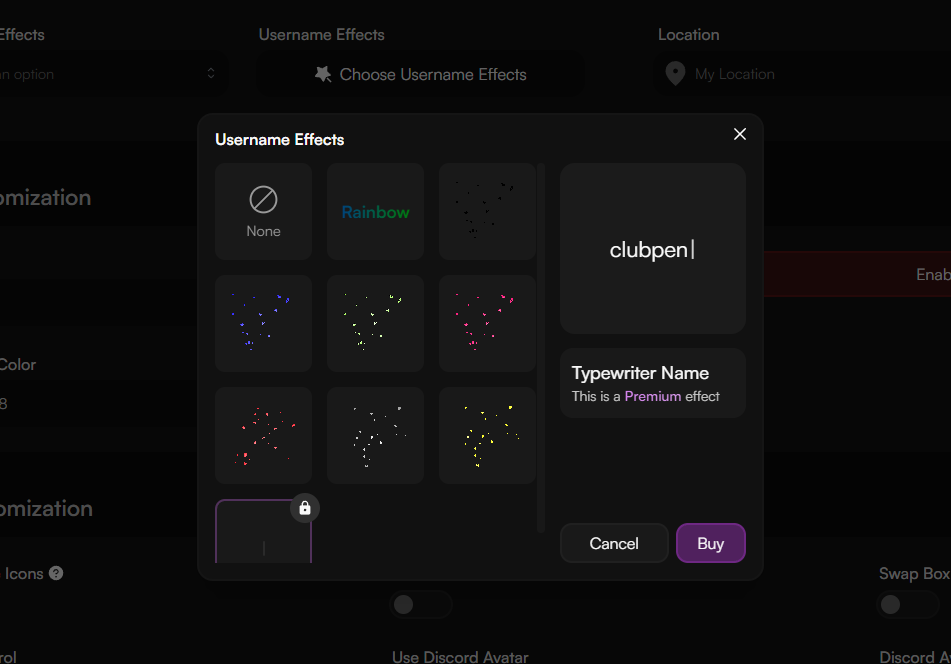 Effects
Username Effects
Location
an option
Choose Username Effects
My Location
Username Effects
None
Rainbow
clubpen
Typewriter Name
This is a Premium effect
Cancel
Buy
omization
Enab
Color
8
omization
Icons
?
Swap Box
rol
Use Discord Avatar
Discord Av